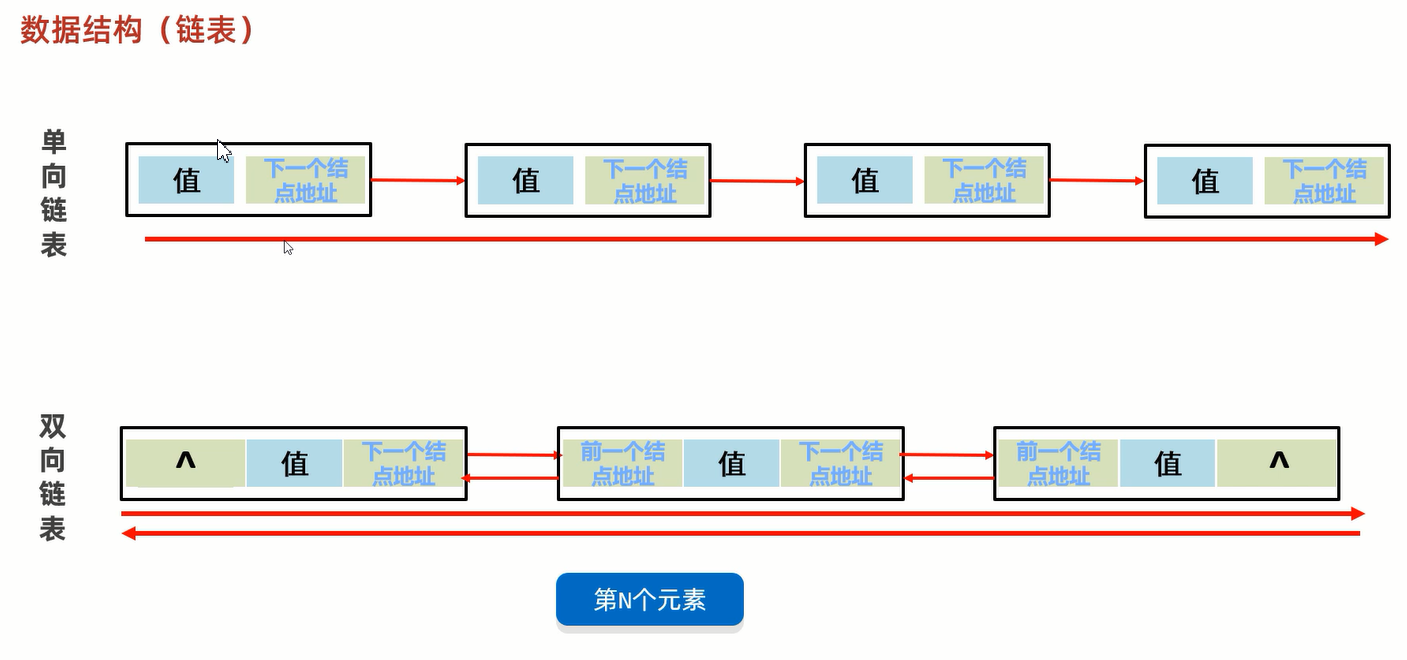 数据结构（链表）
单向链表
值
下一个结
点地址
值
下一个结
点地址
值
下一个结
点地址
值
下一个结
点地址
双向链表
^
值
下一个结
点地址
前一个结
点地址
值
下一个结
点地址
前一个结
点地址
值
^
第N个元素